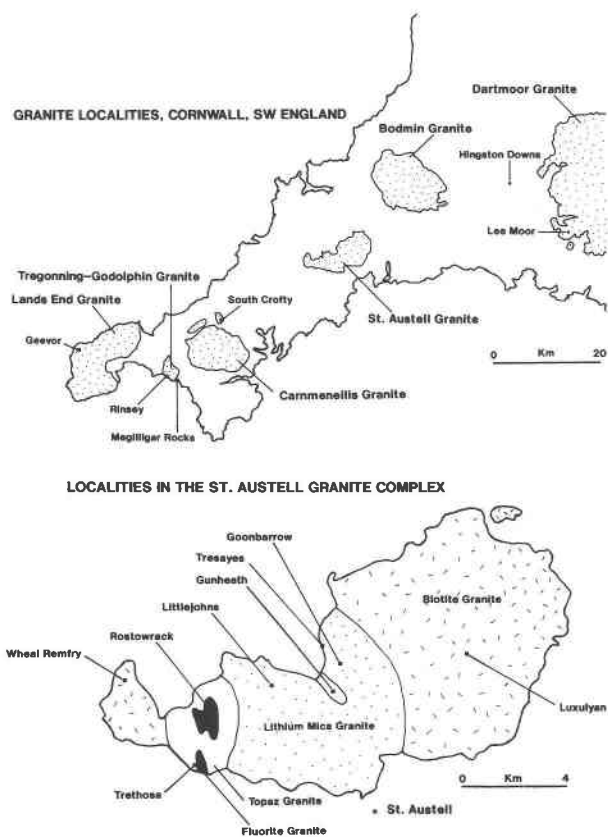 GRANITE LOCALITIES, CORNWALL, SW ENGLAND
Dartmoor Granite
Bodmin Granite
Hingston Downs
Lee Moor
Tregonning–Godolphin Granite
South Crofty
Lands End Granite
St. Austell Granite
Geevor
0 Km 20
Rinsey
Carnmenellis Granite
Megilligar Rocks
LOCALITIES IN THE ST. AUSTELL GRANITE COMPLEX
Goonbarrow
Tresayes
Gunheath
Biotite Granite
Littlejohns
Rostowrack
Wheal Remfry
Luxulyan
Lithium Mica Granite
0 Km 4
Trethosa
Topaz Granite
St. Austell
Fluorite Granite